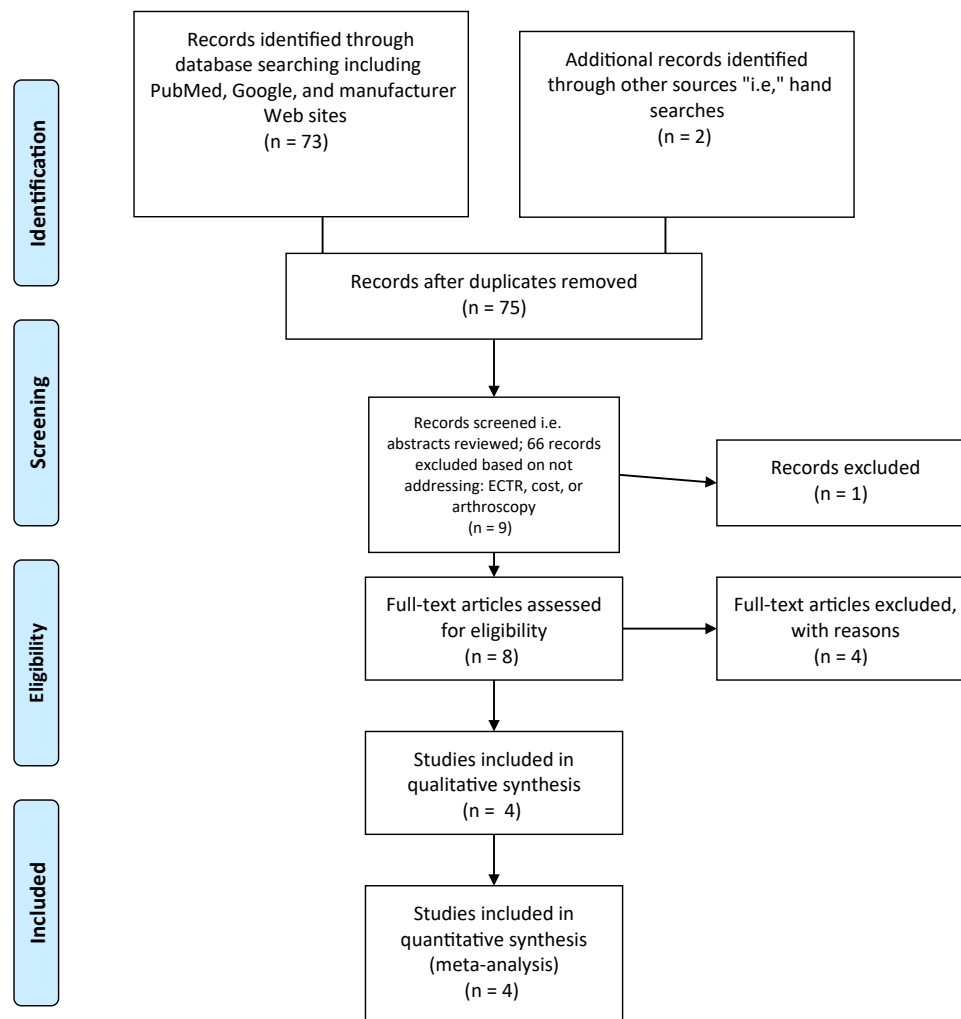 Identification
Records identified through
database searching including
PubMed, Google, and manufacturer
Web sites
(n = 73)
Additional records identified
through other sources "i.e," hand
searches
(n = 2)
Records after duplicates removed
(n = 75)
Screening
Records screened i.e.
abstracts reviewed; 66 records
excluded based on not
addressing: ECTR, cost, or
arthroscopy
(n = 9)
Records excluded
(n = 1)
Eligibility
Full-text articles assessed
for eligibility
(n = 8)
Full-text articles excluded,
with reasons
(n = 4)
Studies included in
qualitative synthesis
(n = 4)
Included
Studies included in
quantitative synthesis
(meta-analysis)
(n = 4)